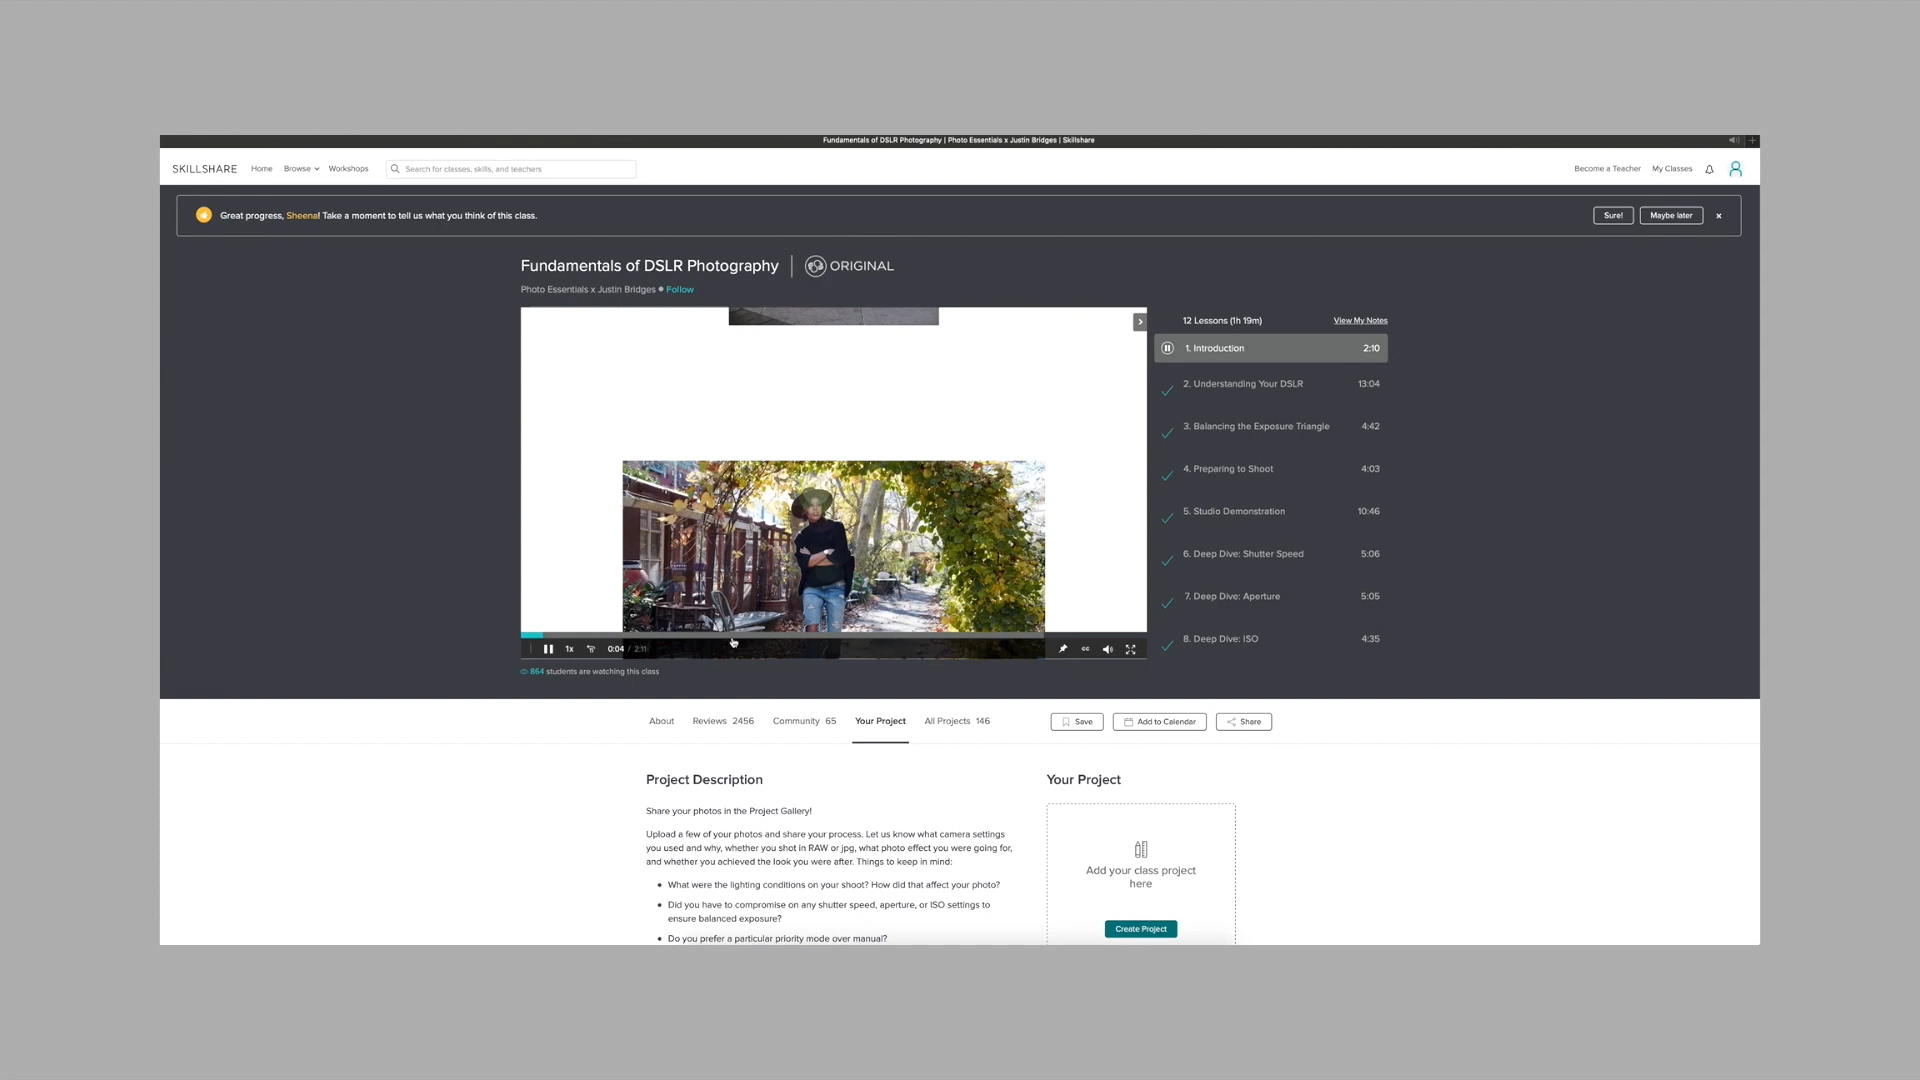 Fundamentals of DSLR Photography | Photo Essentials x Justin Bridges | Skillshare
SKILLSHARE Home Browse Workshops Search for classes, skills, and teachers Become a Teacher My Classes
Great progress, Sheena! Take a moment to tell us what you think of this class. Sure! Maybe later
Fundamentals of DSLR Photography ORIGINAL
Photo Essentials x Justin Bridges • Follow
12 Lessons (1h 19m) View My Notes
1. Introduction 2:10
2. Understanding Your DSLR 13:04
3. Balancing the Exposure Triangle 4:42
4. Preparing to Shoot 4:03
5. Studio Demonstration 10:46
6. Deep Dive: Shutter Speed 5:06
7. Deep Dive: Aperture 5:05
8. Deep Dive: ISO 4:35
1x 0:04 / 2:11 CC
864 students are watching this class
About Reviews 2456 Community 65 Your Project All Projects 146 Save Add to Calendar Share
Project Description
Share your photos in the Project Gallery!
Upload a few of your photos and share your process. Let us know what camera settings
you used and why, whether you shot in RAW or jpg, what photo effect you were going for,
and whether you achieved the look you were after. Things to keep in mind:
• What were the lighting conditions on your shoot? How did that affect your photo?
• Did you have to compromise on any shutter speed, aperture, or ISO settings to
ensure balanced exposure?
• Do you prefer a particular priority mode over manual?
Your Project
Add your class project
here
Create Project